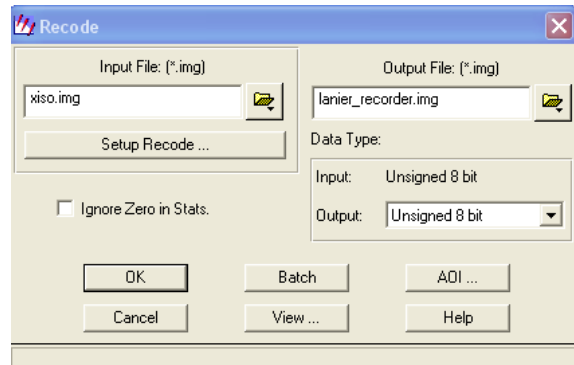 Recode
Input File: (*.img)
Output File: (*.img)
xiso.img
lanier_recorder.img
Setup Recode ...
Data Type:
Input: Unsigned 8 bit
Ignore Zero in Stats.
Output: Unsigned 8 bit
OK Batch AOI ...
Cancel View ... Help